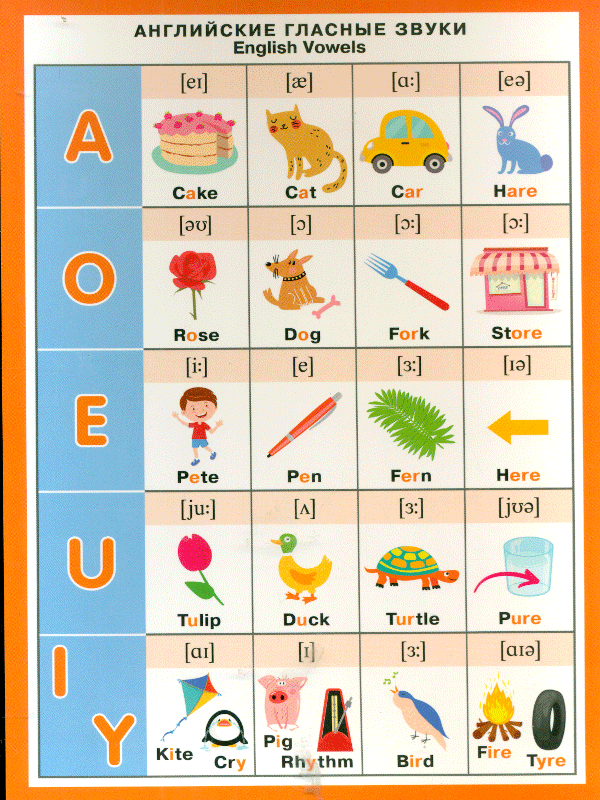 АНГЛИЙСКИЕ ГЛАСНЫЕ ЗВУКИ
English Vowels
A
[eɪ] [æ] [ɑː] [eə]
Cake Cat Car Hare
O
[əʊ] [ɔ] [ɔː] [ɔː]
Rose Dog Fork Store
E
[iː] [e] [ɜː] [ɪə]
Pete Pen Fern Here
U
[juː] [ʌ] [ɜː] [jʊə]
Tulip Duck Turtle Pure
I Y
[ɑɪ] [ɪ] [ɜː] [ɑɪə]
Kite Cry Pig Rhythm Bird Fire Tyre